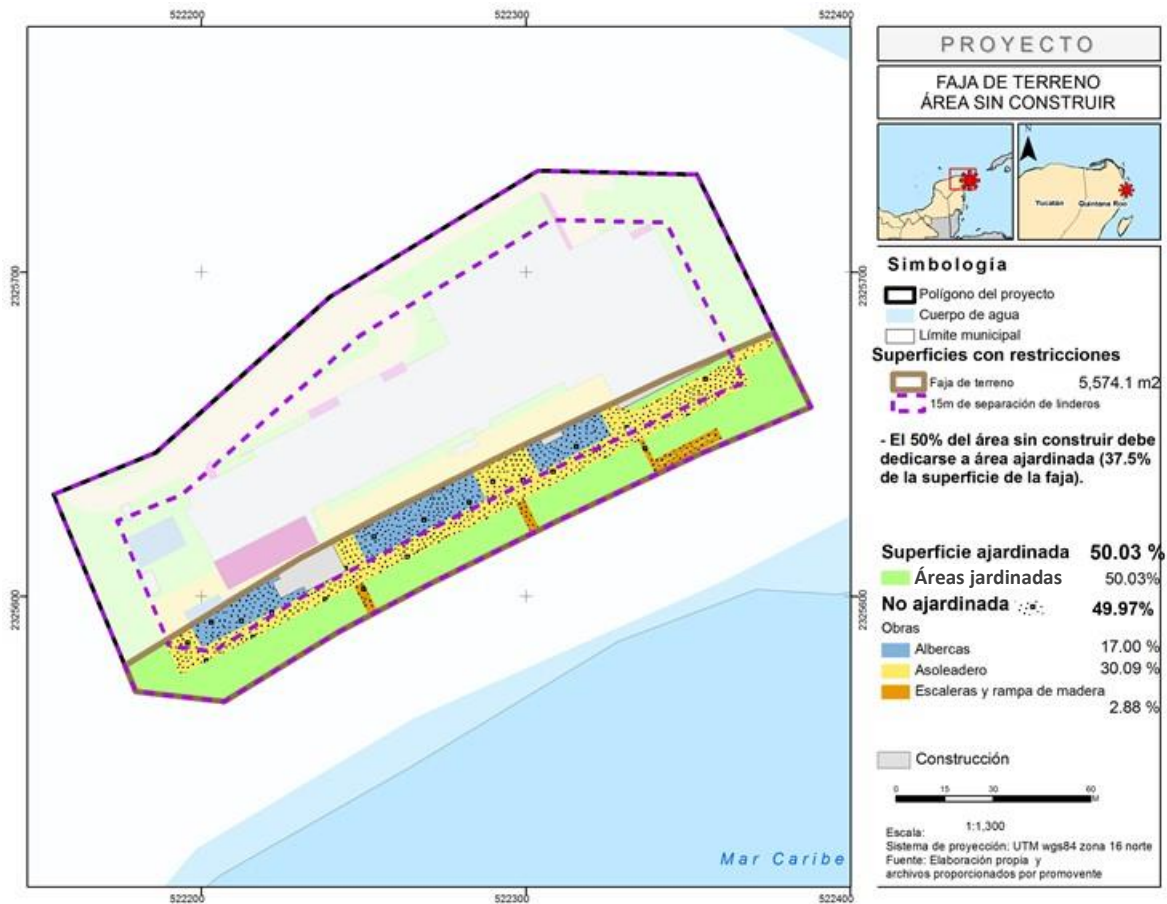 522200
522300
522400
2325700
2325600
2325700
2325600
522200
522300
522400
Mar Caribe
PROYECTO
FAJA DE TERRENO
ÁREA SIN CONSTRUIR
N
Yucatán
Quintana Roo
Simbología
Polígono del proyecto
Cuerpo de agua
Límite municipal
Superficies con restricciones
Faja de terreno 5,574.1 m2
15m de separación de linderos
- El 50% del área sin construir debe
dedicarse a área ajardinada (37.5%
de la superficie de la faja).
Superficie ajardinada 50.03 %
Áreas jardinadas 50.03%
No ajardinada 49.97%
Obras
Albercas 17.00 %
Asoleadero 30.09 %
Escaleras y rampa de madera
2.88 %
Construcción
0 15 30 60
M
1:1,300
Escala:
Sistema de proyección: UTM wgs84 zona 16 norte
Fuente: Elaboración propia y
archivos proporcionados por promovente